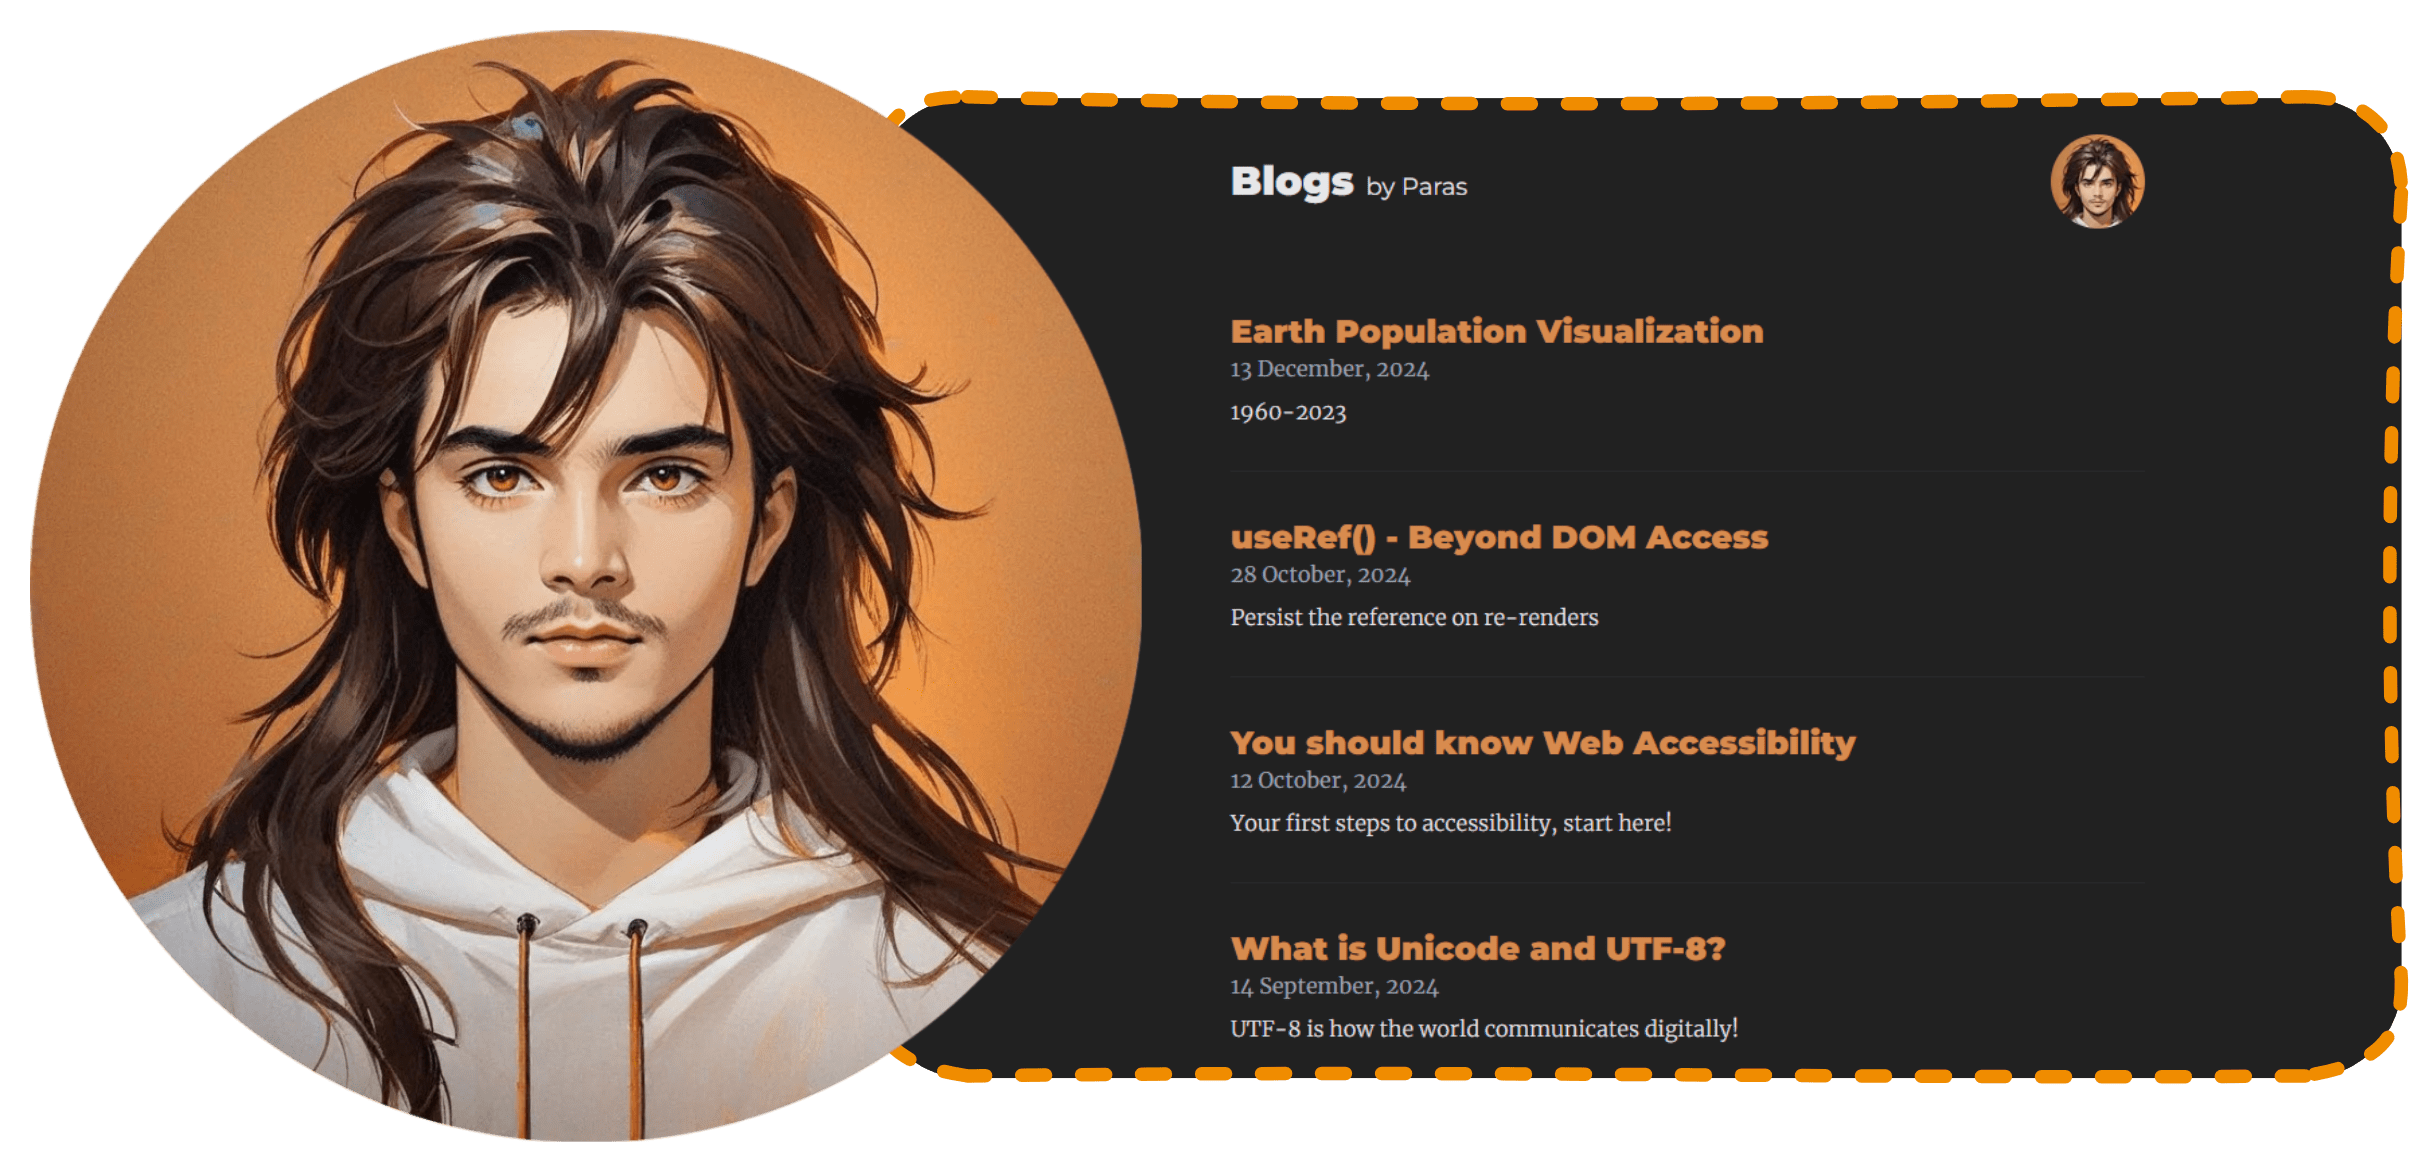 Blogs by Paras
Earth Population Visualization
13 December, 2024
1960-2023
useRef() - Beyond DOM Access
28 October, 2024
Persist the reference on re-renders
You should know Web Accessibility
12 October, 2024
Your first steps to accessibility, start here!
What is Unicode and UTF-8?
14 September, 2024
UTF-8 is how the world communicates digitally!